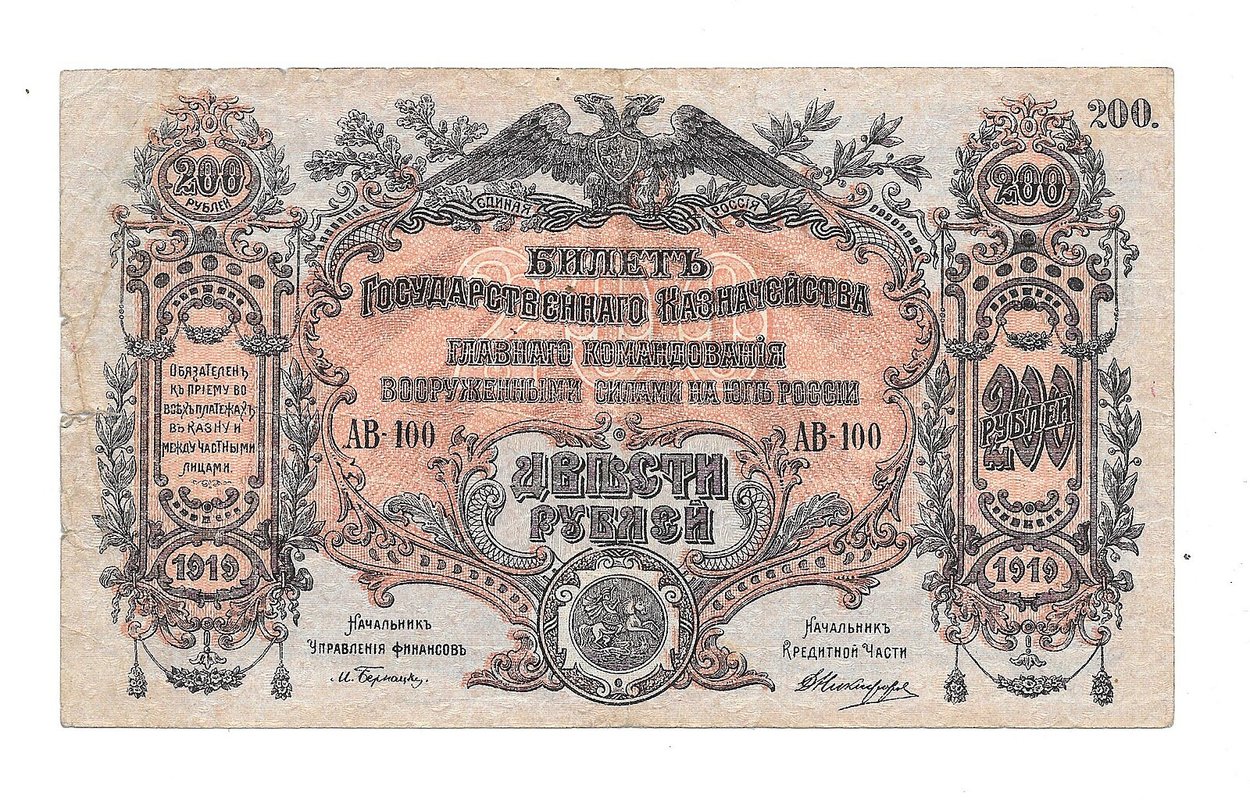 200.
200
РУБЛЕЙ
200
ЕДИНАЯ РОССІЯ
БИЛЕТЪ
ГОСУДАРСТВЕННАГО КАЗНАЧЕЙСТВА
ГЛАВНАГО КОМАНДОВАНІЯ
ВООРУЖЕННЫМИ СИЛАМИ НА ЮГѢ РОССІИ
АВ-100
АВ-100
ДВѢСТИ
РУБЛЕЙ
ОБЯЗАТЕЛЕНЪ
КЪ ПРІЕМУ ВО
ВСѢХЪ ПЛАТЕЖАХЪ
ВЪ КАЗНУ И
МЕЖДУ ЧАСТНЫМИ
ЛИЦАМИ.
200
РУБЛЕЙ
1919
1919
НАЧАЛЬНИКЪ
УПРАВЛЕНІЯ ФИНАНСОВЪ
М. Бернацкій.
НАЧАЛЬНИКЪ
КРЕДИТНОЙ ЧАСТИ